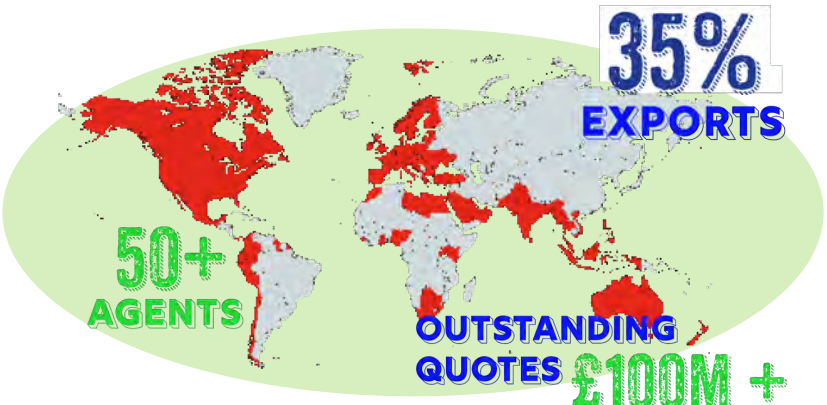 35%
EXPORTS
50+
AGENTS
OUTSTANDING
QUOTES £100M +